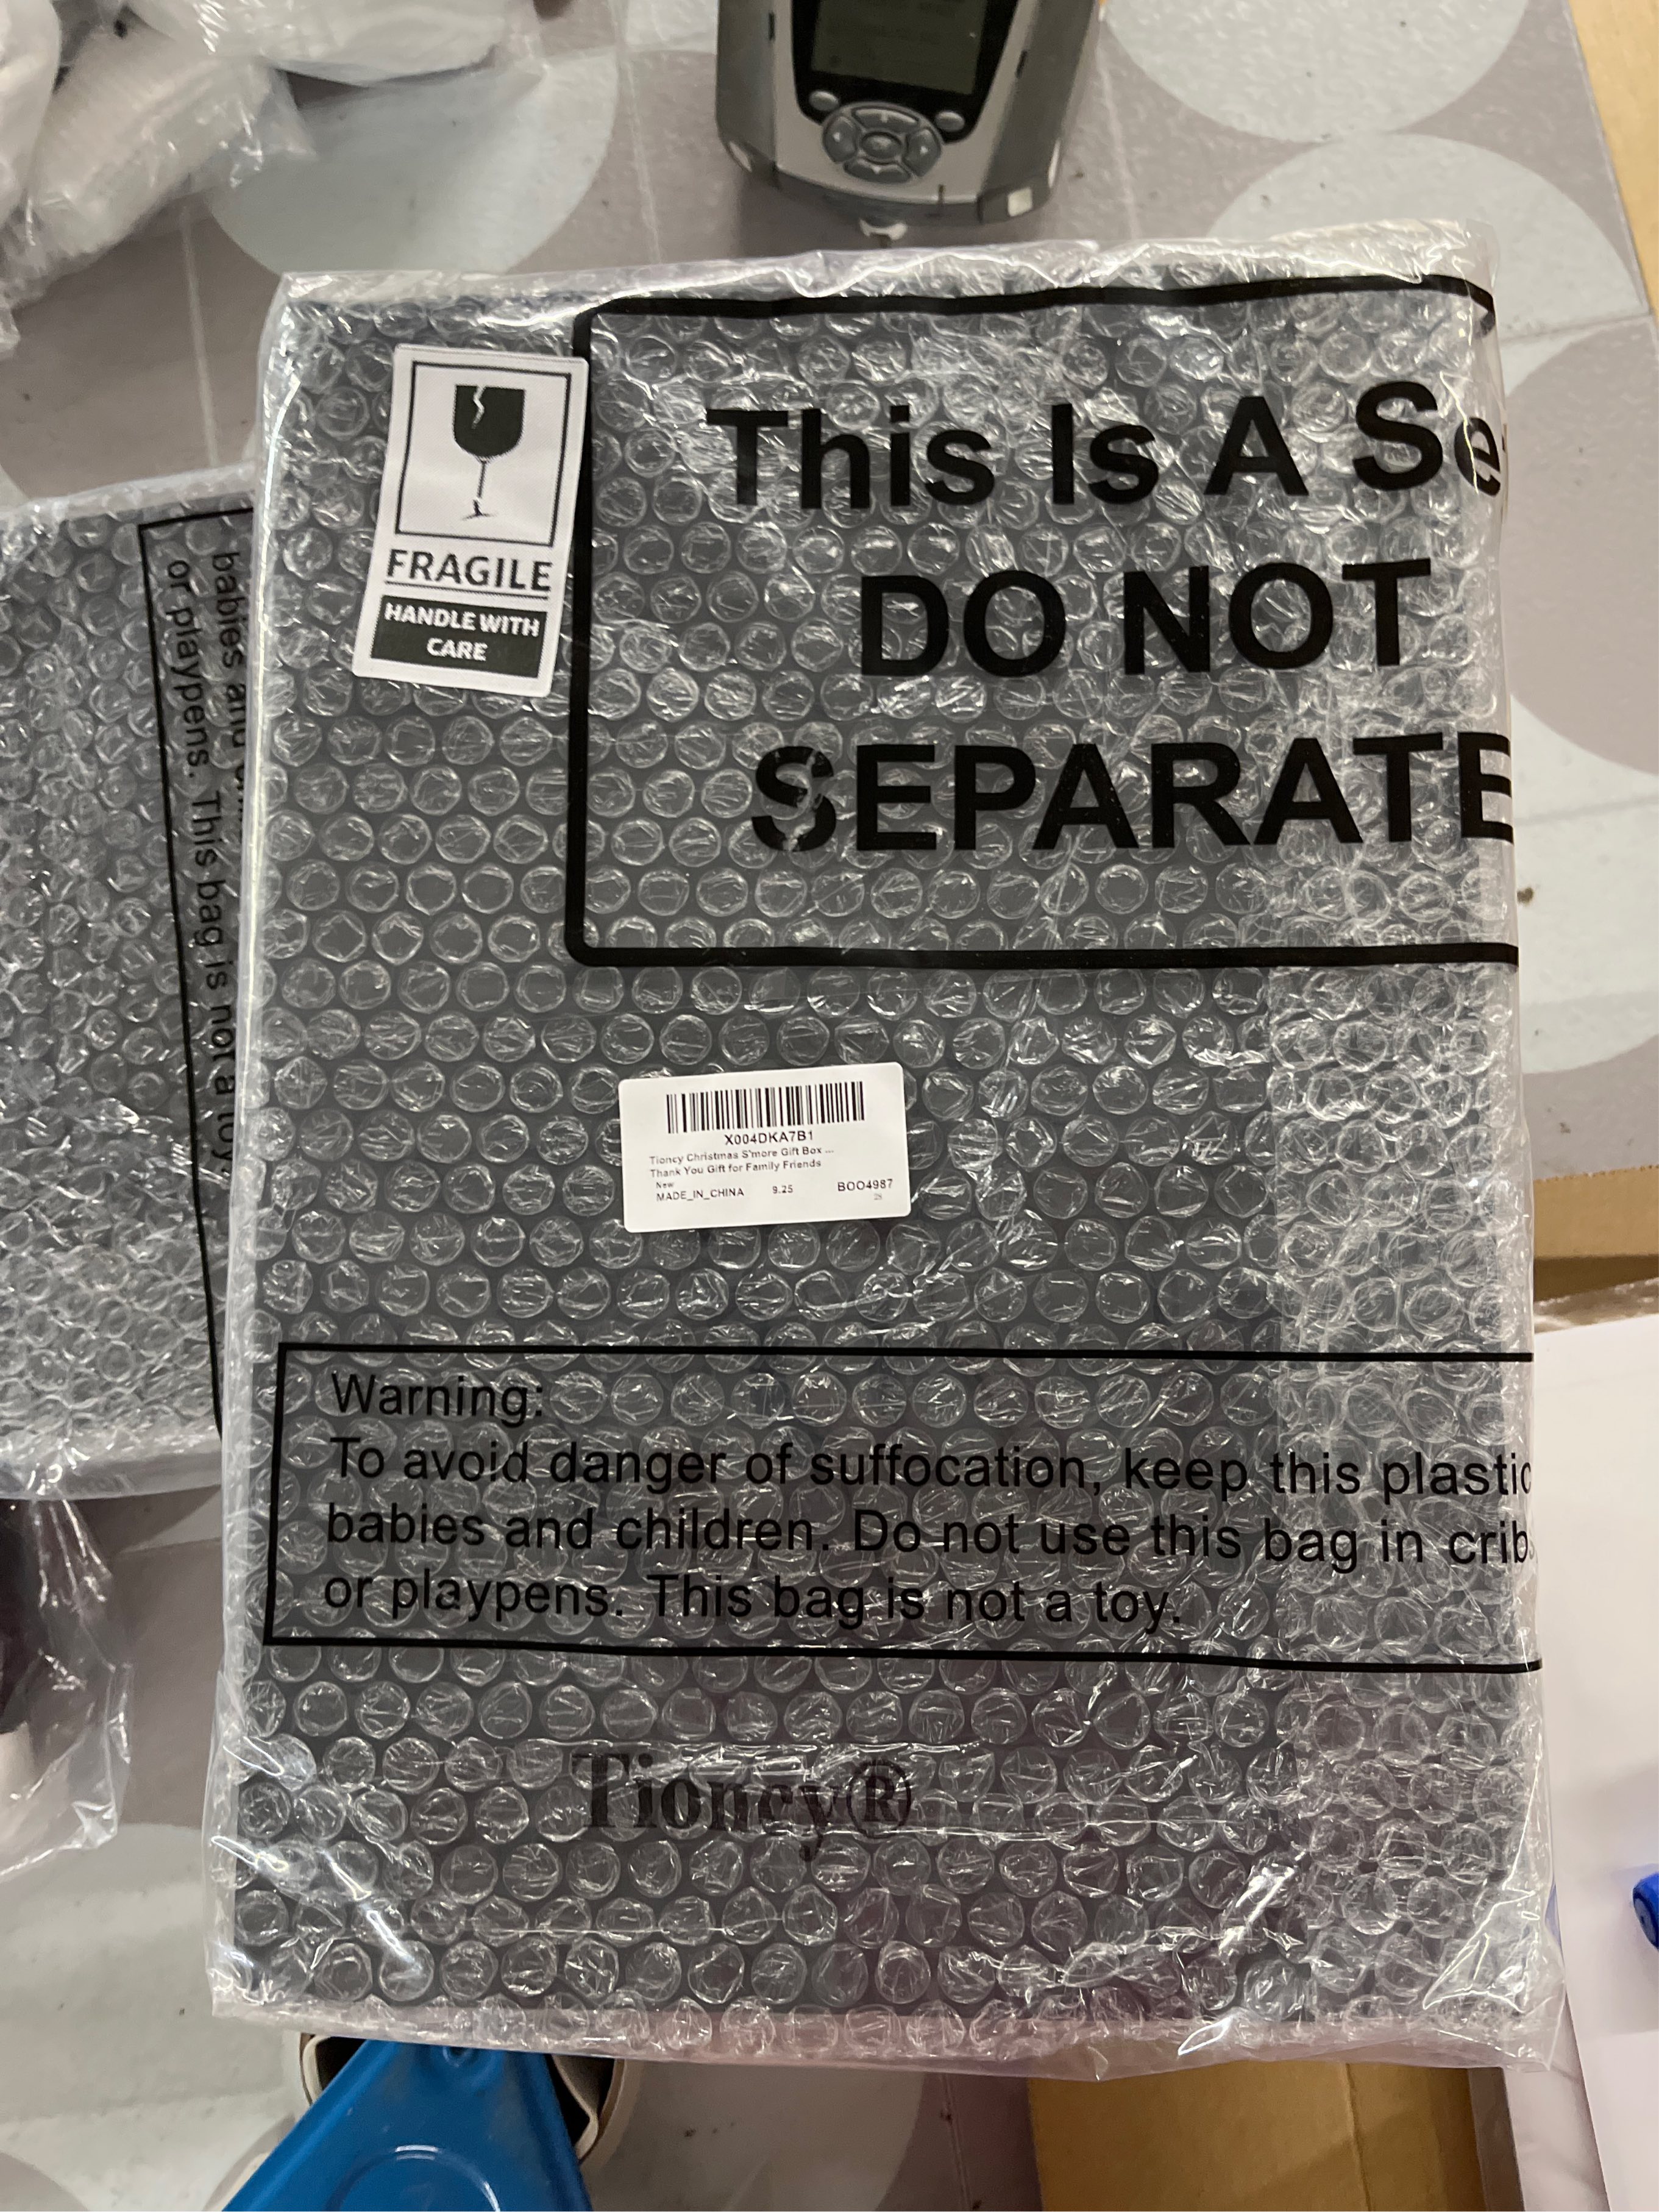 This Is A Se
DO NOT
SEPARATE
FRAGILE
HANDLE WITH
CARE
babies and
or playpens. This bag is not a toy.
X004DKA7B1
Tioncy Christmas S'more Gift Box ...
Thank You Gift for Family Friends
New
MADE_IN_CHINA 9.25 BOO4987
Warning:
To avoid danger of suffocation, keep this plastic
babies and children. Do not use this bag in cribs
or playpens. This bag is not a toy.
Tioncy®